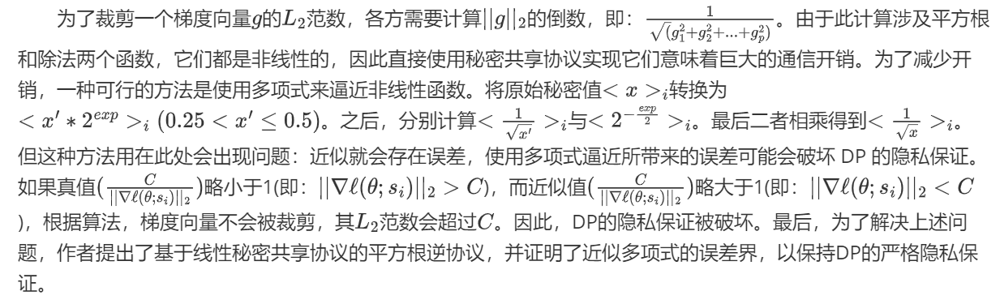 为了裁剪一个梯度向量$g$的$L_2$范数，各方需要计算$||g||_2$的倒数，即：$\frac{1}{\sqrt(g_1^2+g_2^2+...+g_p^2)}$。由于此计算涉及平方根
和除法两个函数，它们都是非线性的，因此直接使用秘密共享协议实现它们意味着巨大的通信开销。为了减少开
销，一种可行的方法是使用多项式来逼近非线性函数。将原始秘密值$< x >_i$转换为
$< x' * 2^{exp} >_i (0.25 < x' \leq 0.5)$。之后，分别计算$< \frac{1}{\sqrt{x'}} >_i$与$< 2^{-\frac{exp}{2}} >_i$。最后二者相乘得到$< \frac{1}{\sqrt{x}} >_i$。
但这种方法用在此处会出现问题：近似就会存在误差，使用多项式逼近所带来的误差可能会破坏 DP 的隐私保证。
如果真值$(\frac{C}{||\nabla\ell(\theta;s_i)||_2})$略小于1(即：$||\nabla\ell(\theta;s_i)||_2 > C$)，而近似值$(\frac{C}{||\nabla\ell(\theta;s_i)||_2})$略大于1(即：$||\nabla\ell(\theta;s_i)||_2 < C$
)，根据算法，梯度向量不会被裁剪，其$L_2$范数会超过$C$。因此，DP的隐私保证被破坏。最后，为了解决上述问
题，作者提出了基于线性秘密共享协议的平方根逆协议，并证明了近似多项式的误差界，以保持DP的严格隐私保
证。